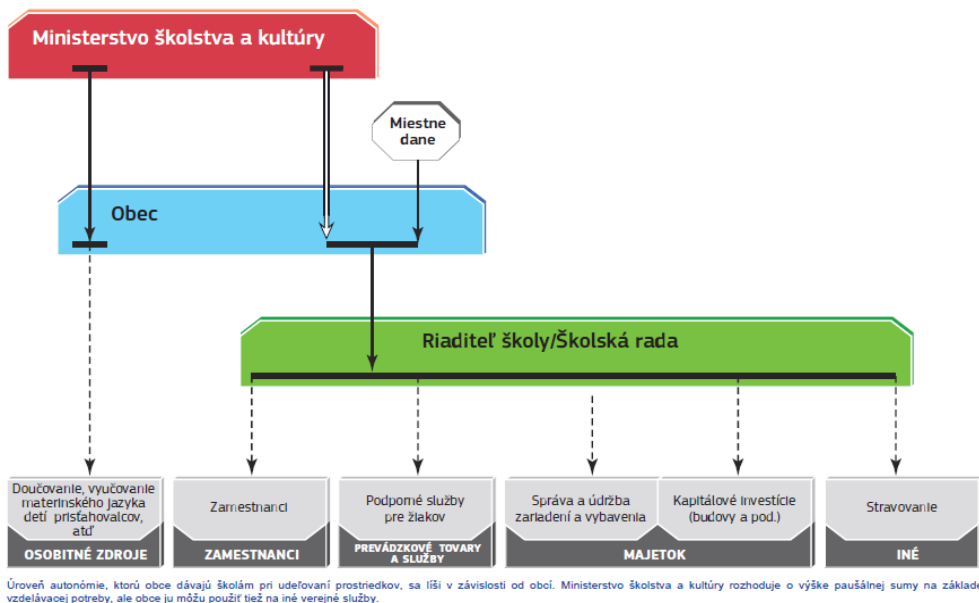 Ministerstvo školstva a kultúry
Miestne
dane
Obec
Riaditeľ školy/Školská rada
Doučovanie, vyučovanie
materinského jazyka
detí prisťahovalcov,
atď
Zamestnanci
Podporné služby
pre žiakov
Správa a údržba
zariadení a vybavenia
Kapitálové investície
(budovy a pod.)
Stravovanie
OSOBITNÉ ZDROJE
ZAMESTNANCI
PREVÁDZKOVÉ TOVARY
A SLUŽBY
MAJETOK
INÉ
Úroveň autonómie, ktorú obce dávajú školám pri udeľovaní prostriedkov, sa líši v závislosti od obcí. Ministerstvo školstva a kultúry rozhoduje o výške paušálnej sumy na základe
vzdelávacej potreby, ale obce ju môžu použiť tiež na iné verejné služby.